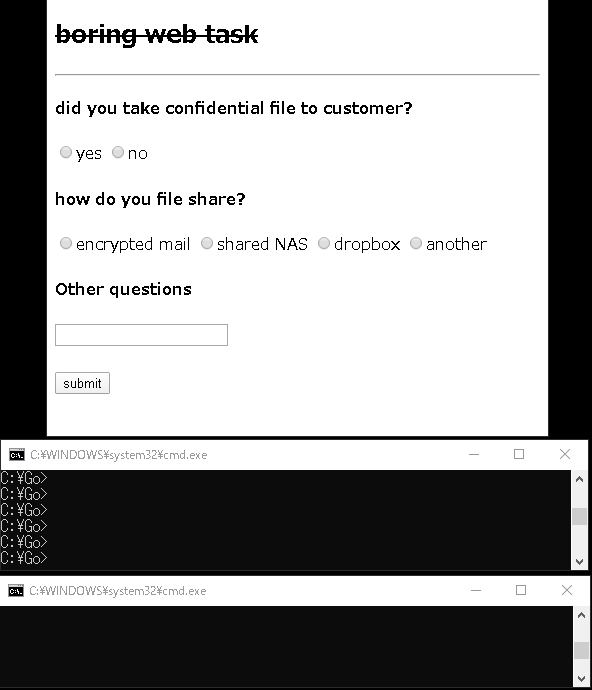 boring web task
did you take confidential file to customer?
yes no
how do you file share?
encrypted mail shared NAS dropbox another
Other questions
submit
C:¥WINDOWS¥system32¥cmd.exe
C:¥Go>
C:¥Go>
C:¥Go>
C:¥Go>
C:¥Go>
C:¥Go>
C:¥WINDOWS¥system32¥cmd.exe